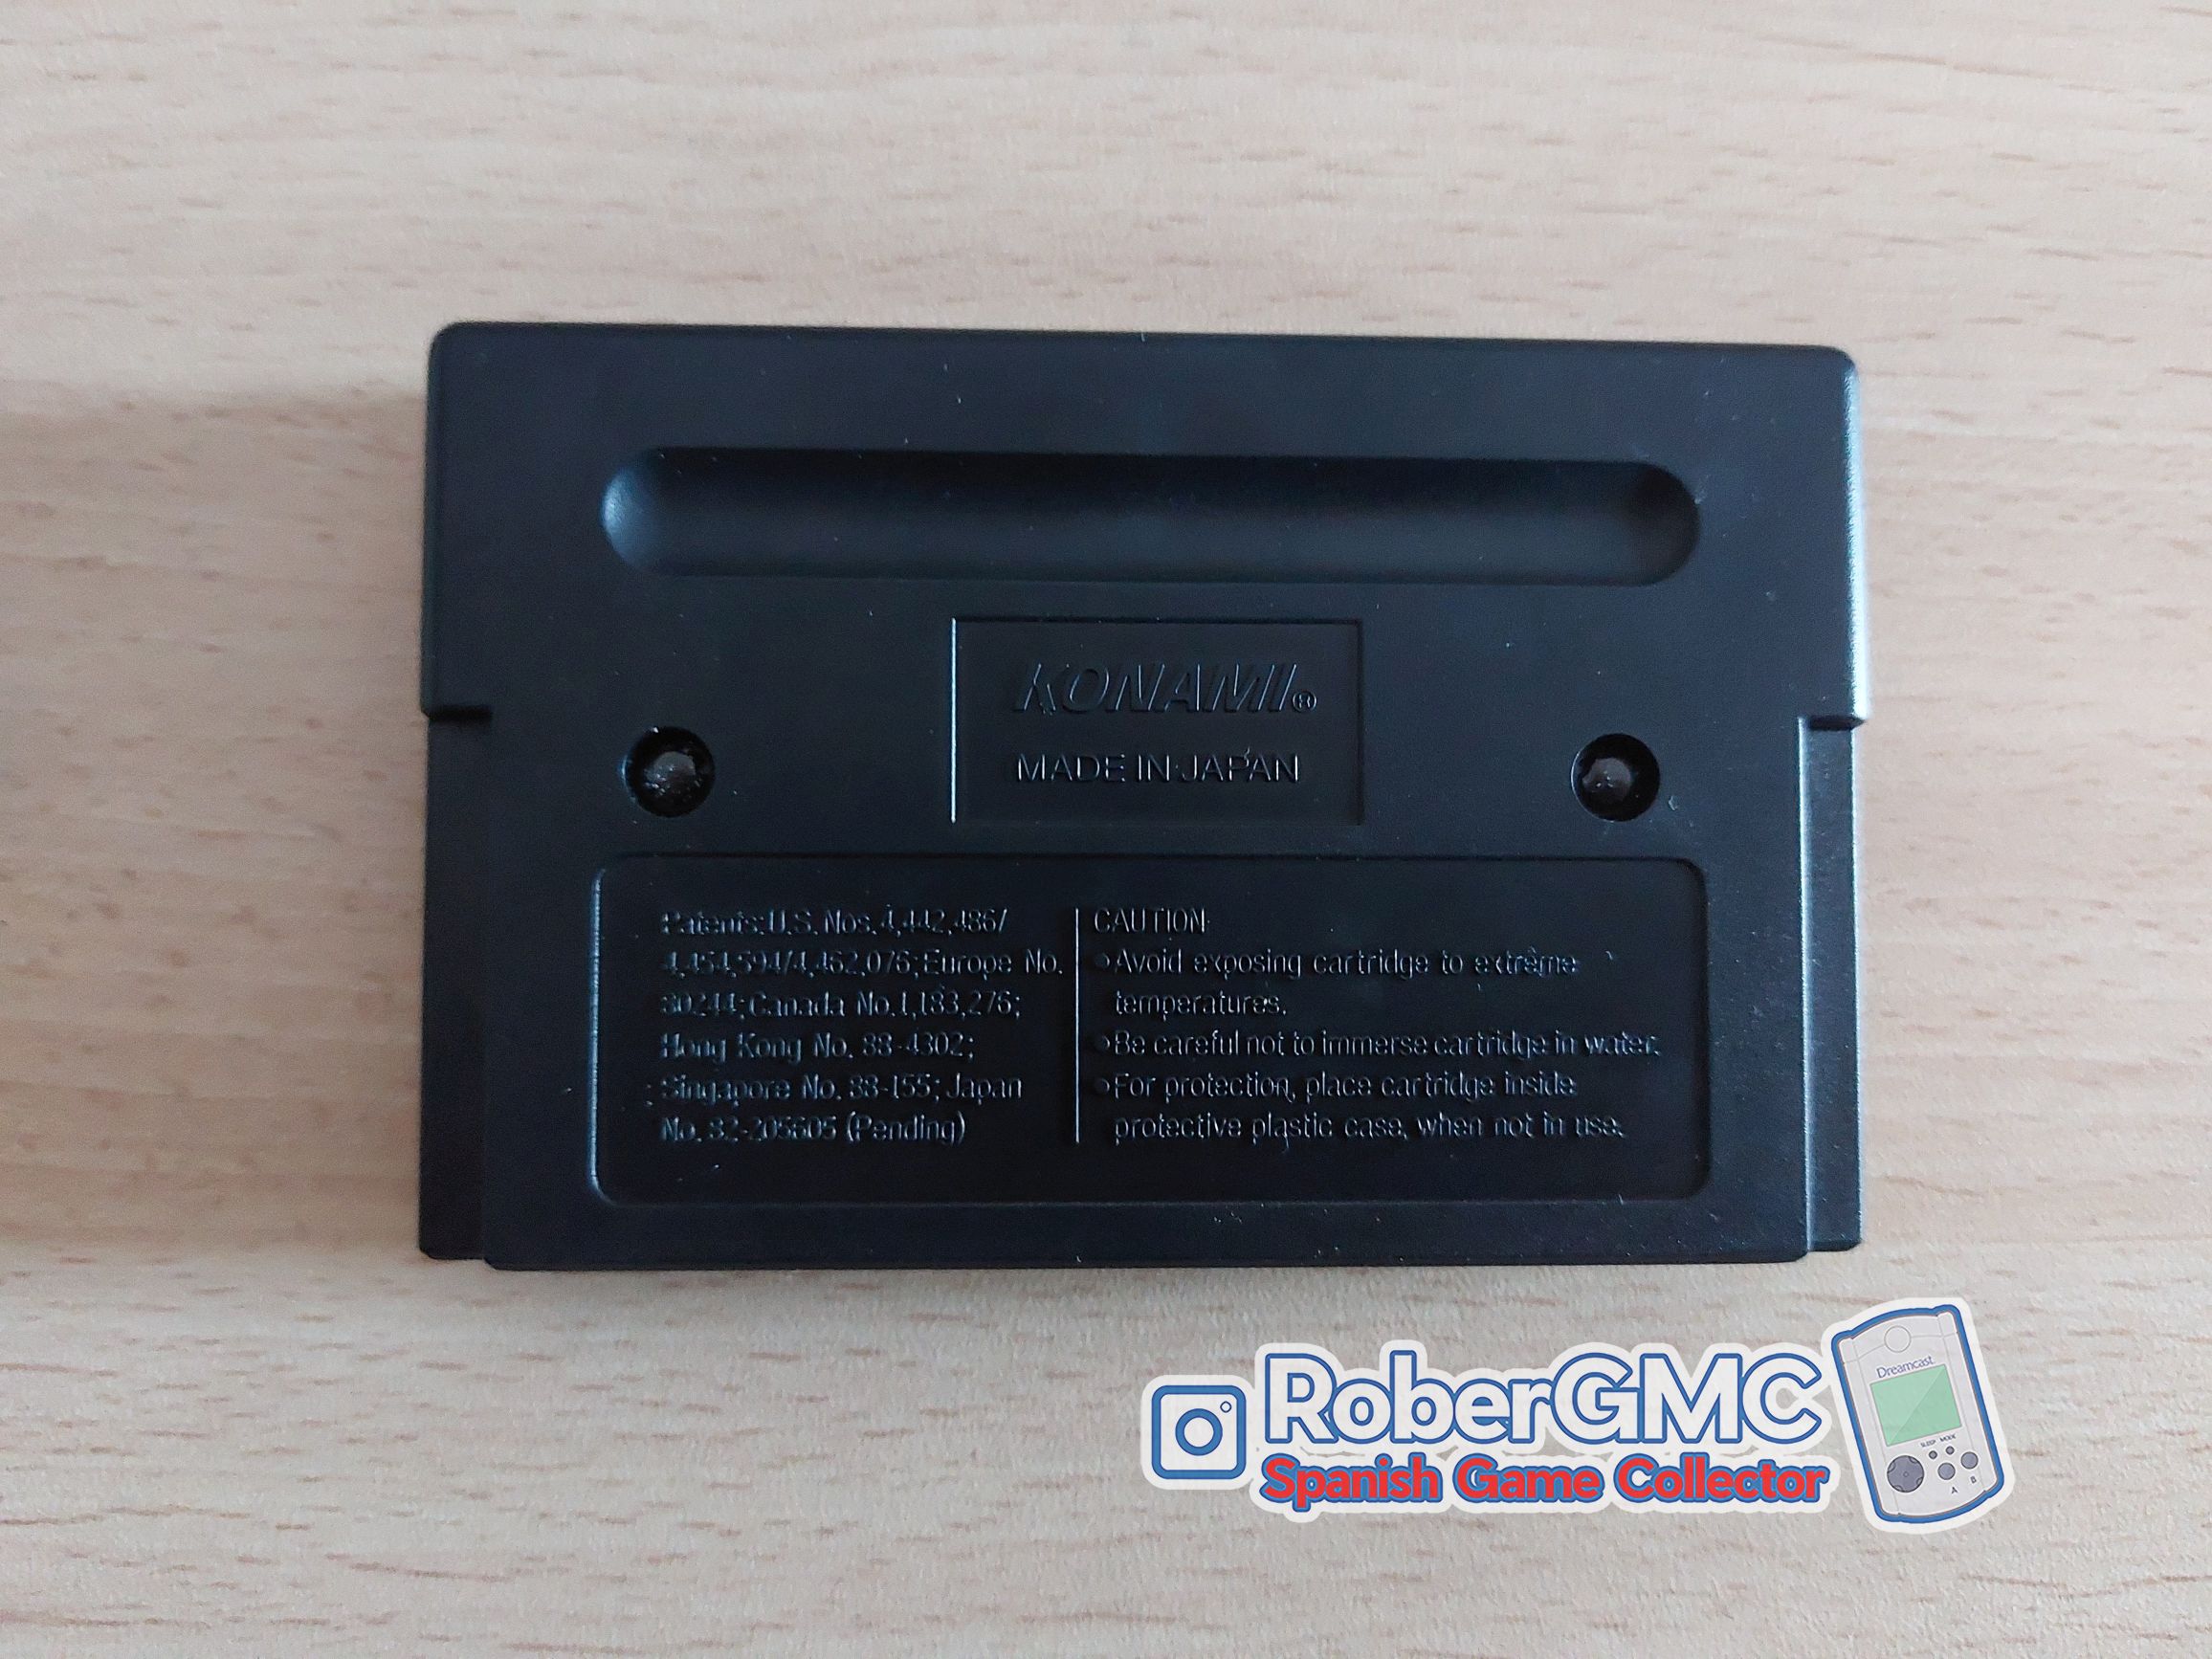 KONAMI®
MADE IN JAPAN
Patents: U.S. Nos. 4,442,486/
4,454,594/4,462,076; Europe No.
80244; Canada No. 1,183,276;
Hong Kong No. 88-4302;
Singapore No. 88-155; Japan
No. 82-205605 (Pending)
CAUTION:
•Avoid exposing cartridge to extreme
temperatures.
•Be careful not to immerse cartridge in water.
•For protection, place cartridge inside
protective plastic case, when not in use.
RoberGMC
Spanish Game Collector
Dreamcast
SLEEP MODE
A
B